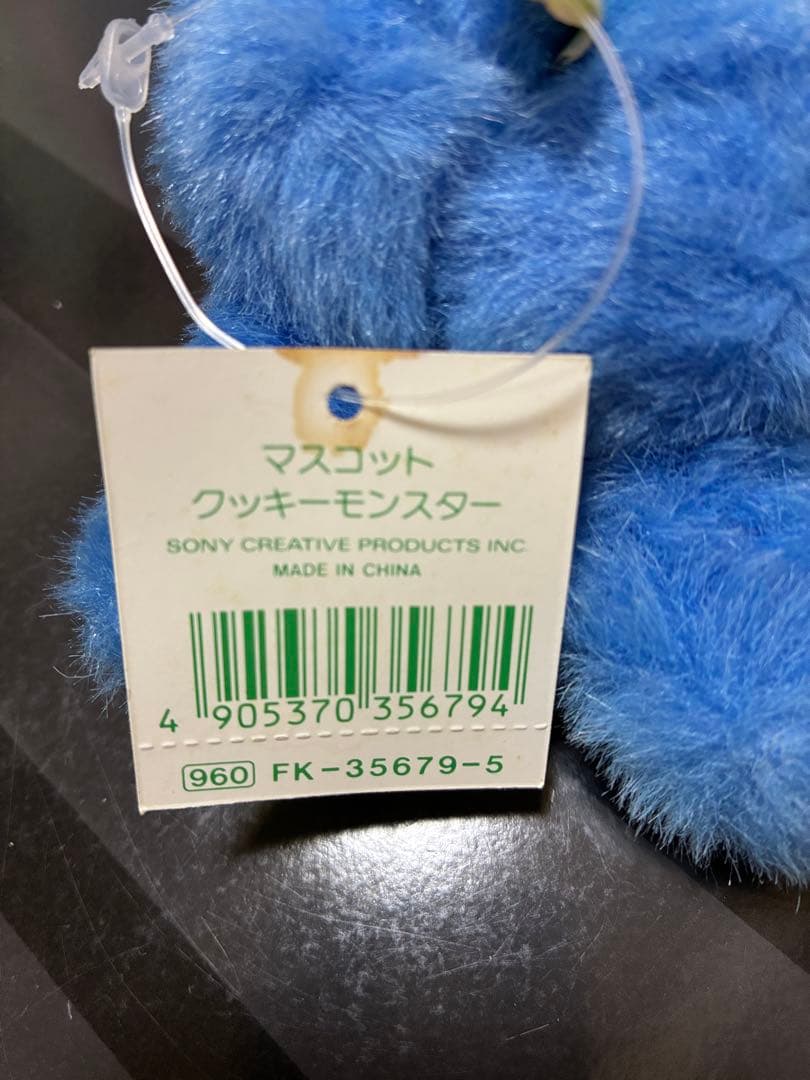 マスコット
クッキーモンスター
SONY CREATIVE PRODUCTS INC
MADE IN CHINA
4 905370 356794
960 FK-35679-5